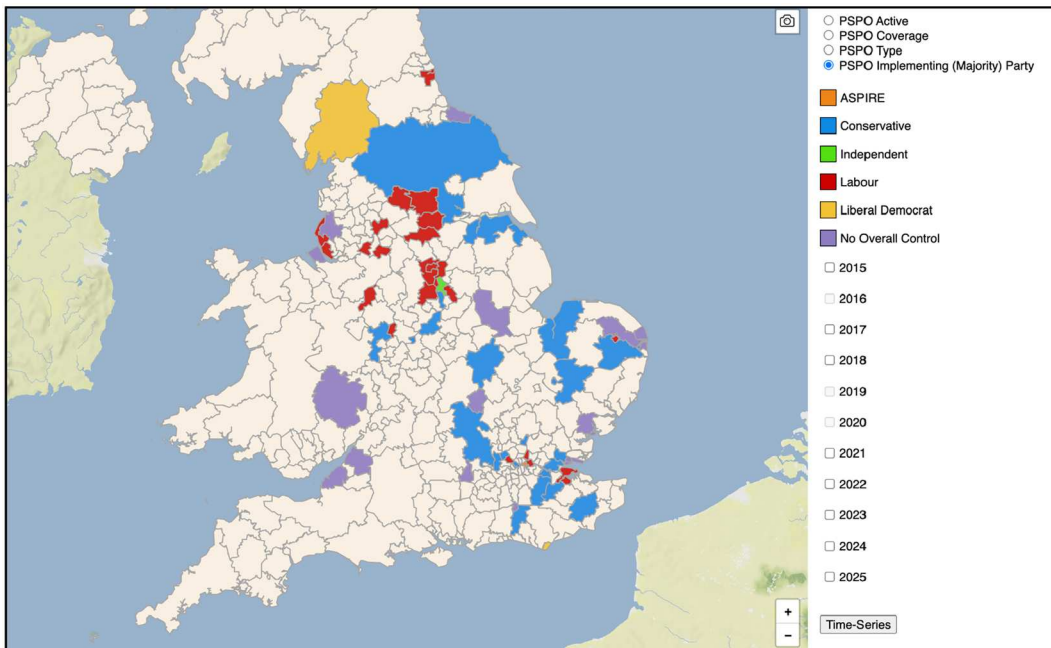 PSPO Active
PSPO Coverage
PSPO Type
PSPO Implementing (Majority) Party
ASPIRE
Conservative
Independent
Labour
Liberal Democrat
No Overall Control
2015
2016
2017
2018
2019
2020
2021
2022
2023
2024
2025
Time-Series
+
−